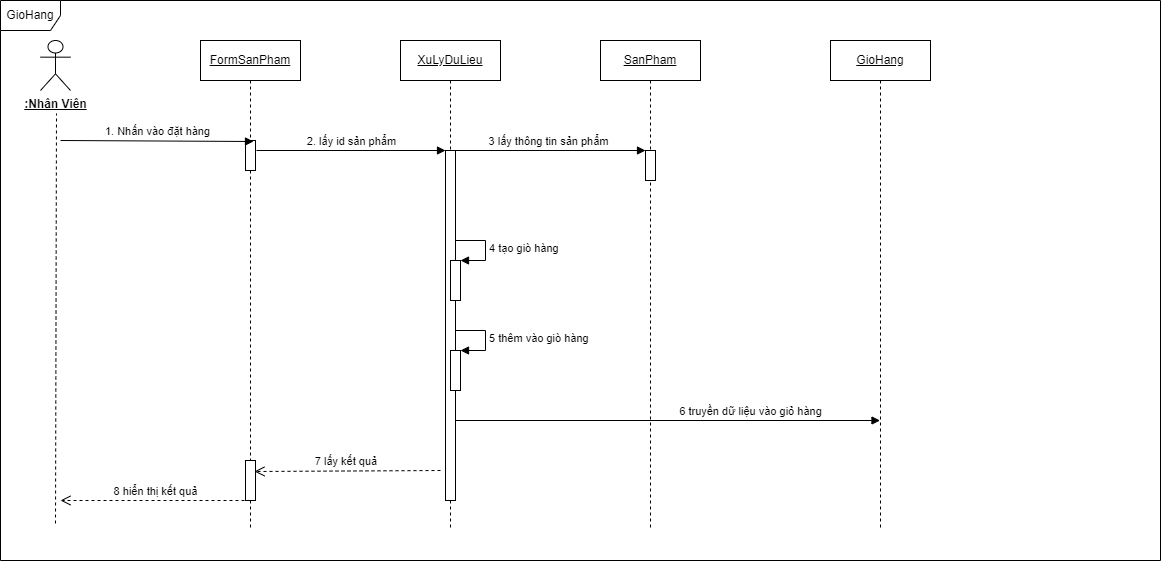 GioHang
FormSanPham
XuLyDuLieu
SanPham
GioHang
:Nhân Viên
1. Nhấn vào đặt hàng
2. lấy id sản phẩm
3 lấy thông tin sản phẩm
4 tạo giò hàng
5 thêm vào giò hàng
6 truyền dữ liệu vào giỏ hàng
7 lấy kết quả
8 hiển thị kết quả